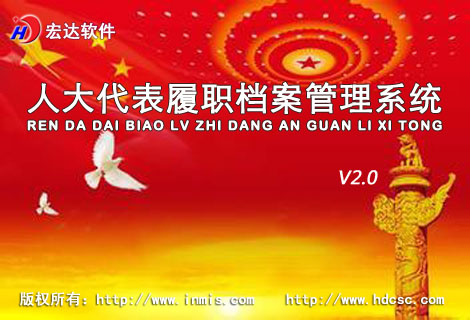 宏达软件
人大代表履职档案管理系统
REN DA DAI BIAO LV ZHI DANG AN GUAN LI XI TONG
V2.0
版权所有：http://www.inmis.com http://www.hdcsc.com